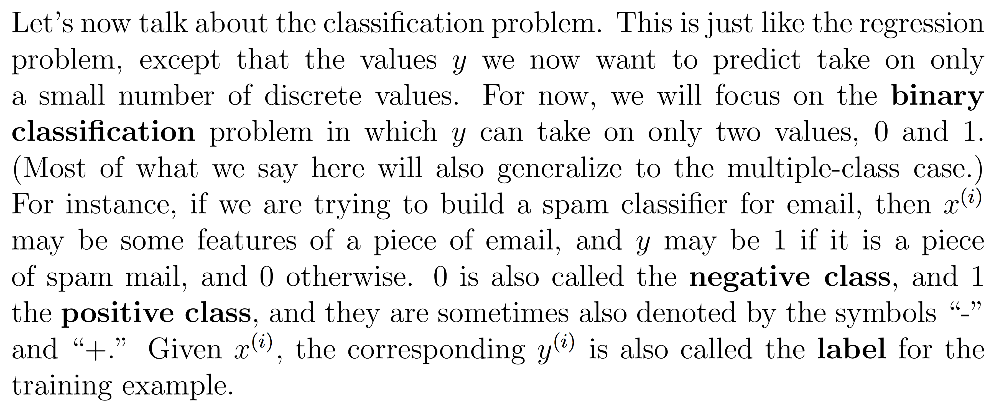 Let's now talk about the classification problem. This is just like the regression
problem, except that the values y we now want to predict take on only
a small number of discrete values. For now, we will focus on the binary
classification problem in which y can take on only two values, 0 and 1.
(Most of what we say here will also generalize to the multiple-class case.)
For instance, if we are trying to build a spam classifier for email, then x^(i)
may be some features of a piece of email, and y may be 1 if it is a piece
of spam mail, and 0 otherwise. 0 is also called the negative class, and 1
the positive class, and they are sometimes also denoted by the symbols “-”
and “+.” Given x^(i), the corresponding y^(i) is also called the label for the
training example.